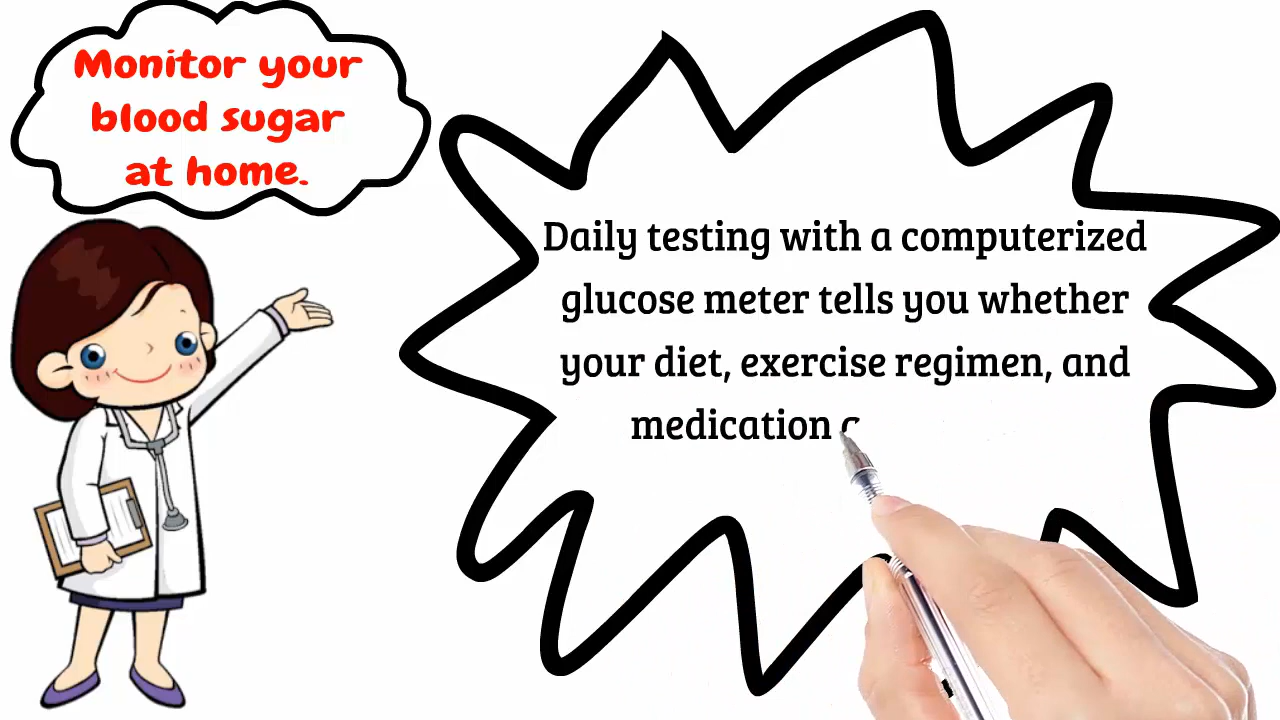 Monitor your
blood sugar
at home.
Daily testing with a computerized
glucose meter tells you whether
your diet, exercise regimen, and
medication